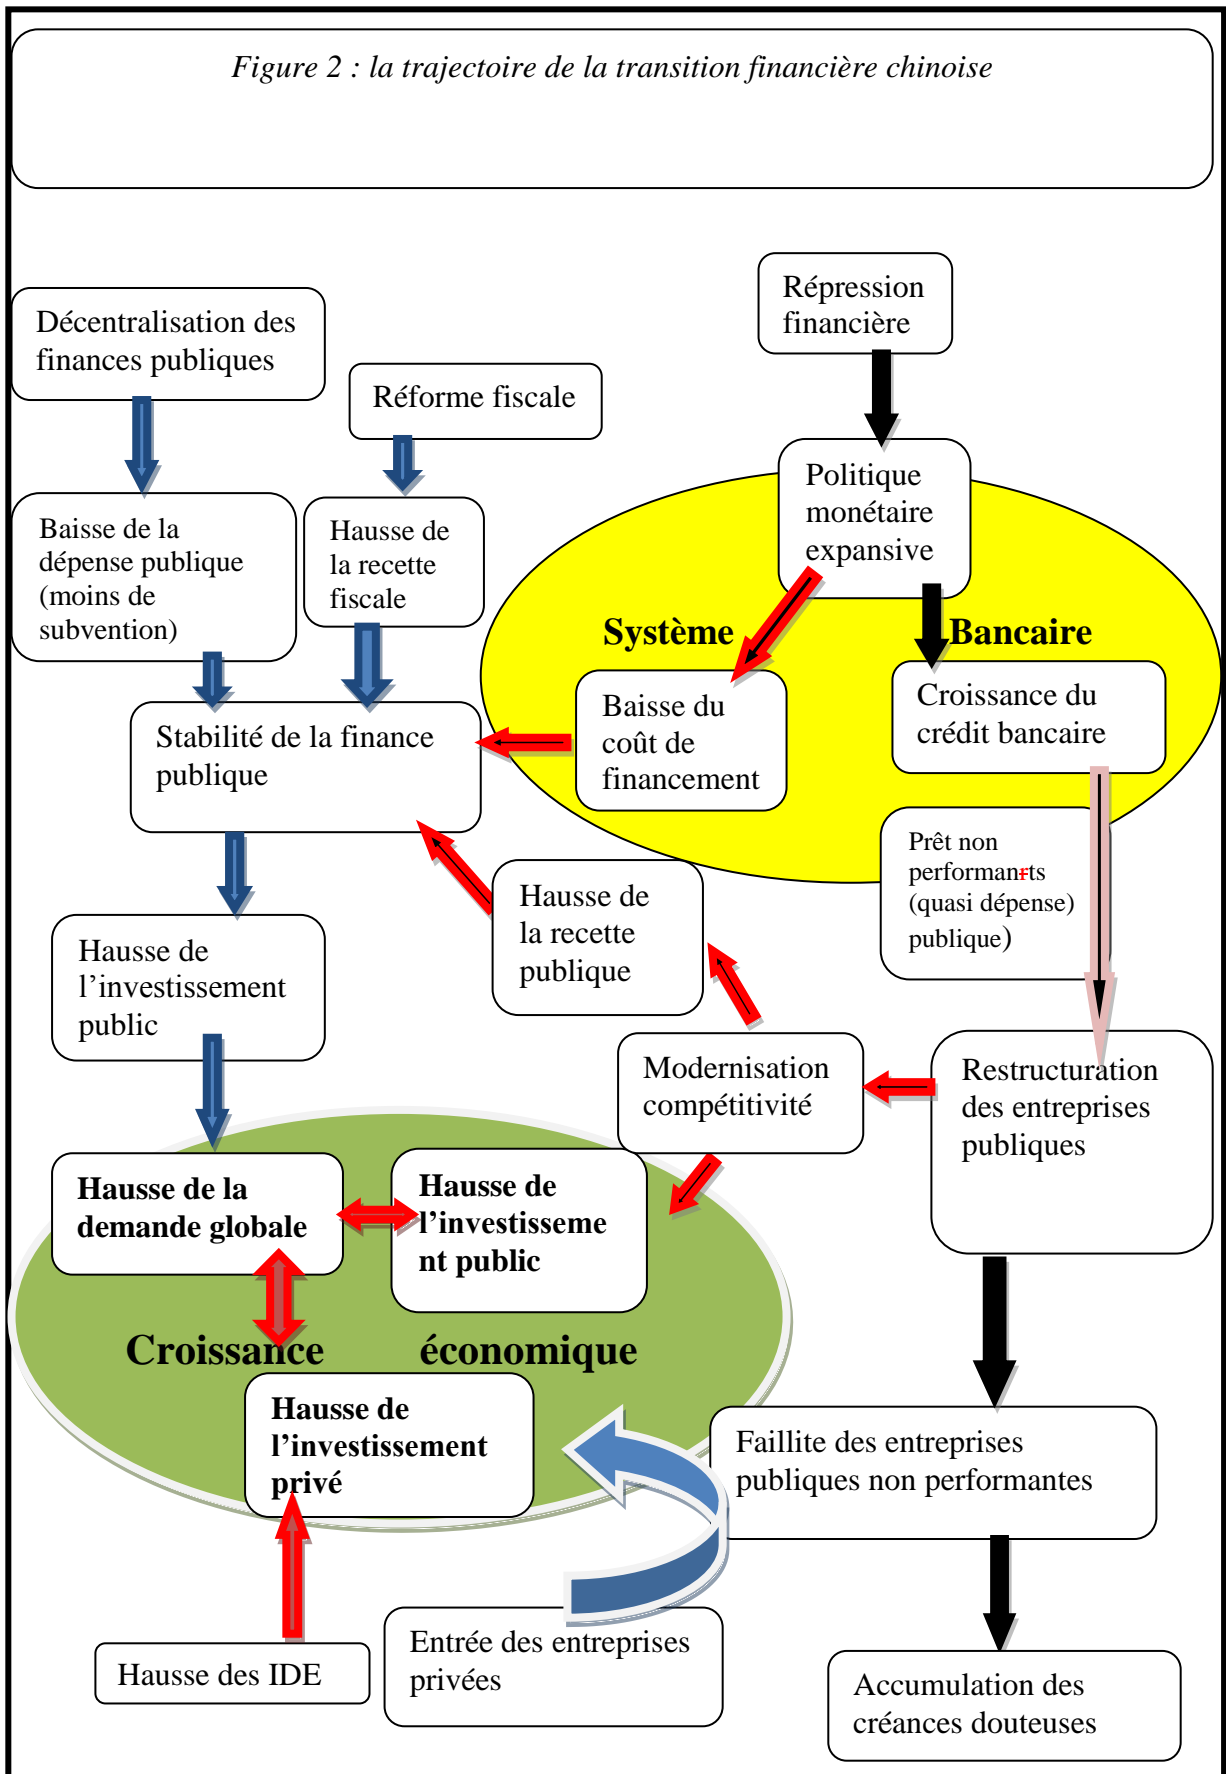 Figure 2 : la trajectoire de la transition financière chinoise
Répression
financière
Décentralisation des
finances publiques
Réforme fiscale
Politique
monétaire
expansive
Baisse de la
dépense publique
(moins de
subvention)
Hausse de
la recette
fiscale
Système
Bancaire
Baisse du
coût de
financement
Croissance du
crédit bancaire
Stabilité de la finance
publique
Prêt non
performanrts
(quasi dépense)
publique)
Hausse de
la recette
publique
Hausse de
l’investissement
public
Modernisation
compétitivité
Restructuration
des entreprises
publiques
Hausse de la
demande globale
Hausse de
l’investisseme
nt public
Croissance
économique
Hausse de
l’investissement
privé
Faillite des entreprises
publiques non performantes
Entrée des entreprises
privées
Hausse des IDE
Accumulation des
créances douteuses